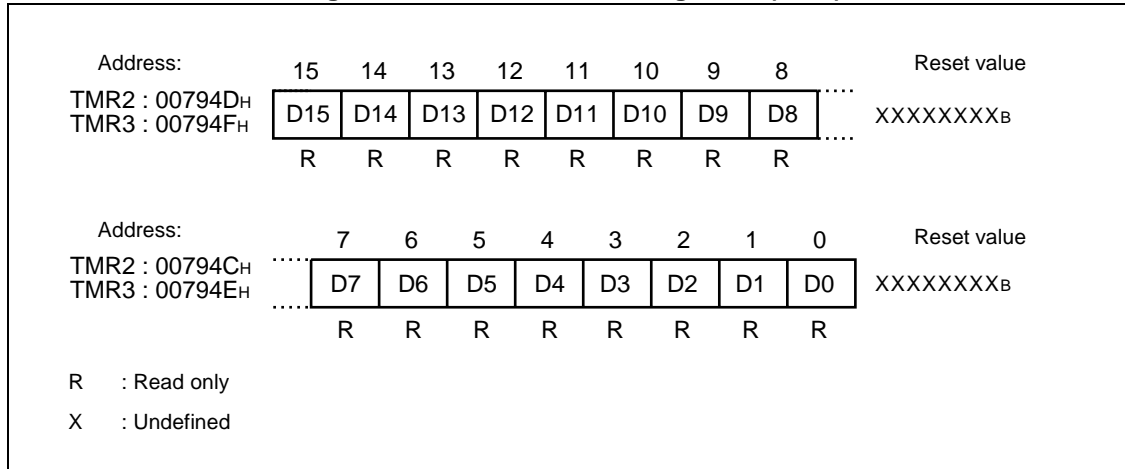 Address: 15 14 13 12 11 10 9 8 Reset value
TMR2 : 00794DH
TMR3 : 00794FH
D15 D14 D13 D12 D11 D10 D9 D8 XXXXXXXXB
R R R R R R R R
Address: 7 6 5 4 3 2 1 0 Reset value
TMR2 : 00794CH
TMR3 : 00794EH
D7 D6 D5 D4 D3 D2 D1 D0 XXXXXXXXB
R R R R R R R R
R : Read only
X : Undefined